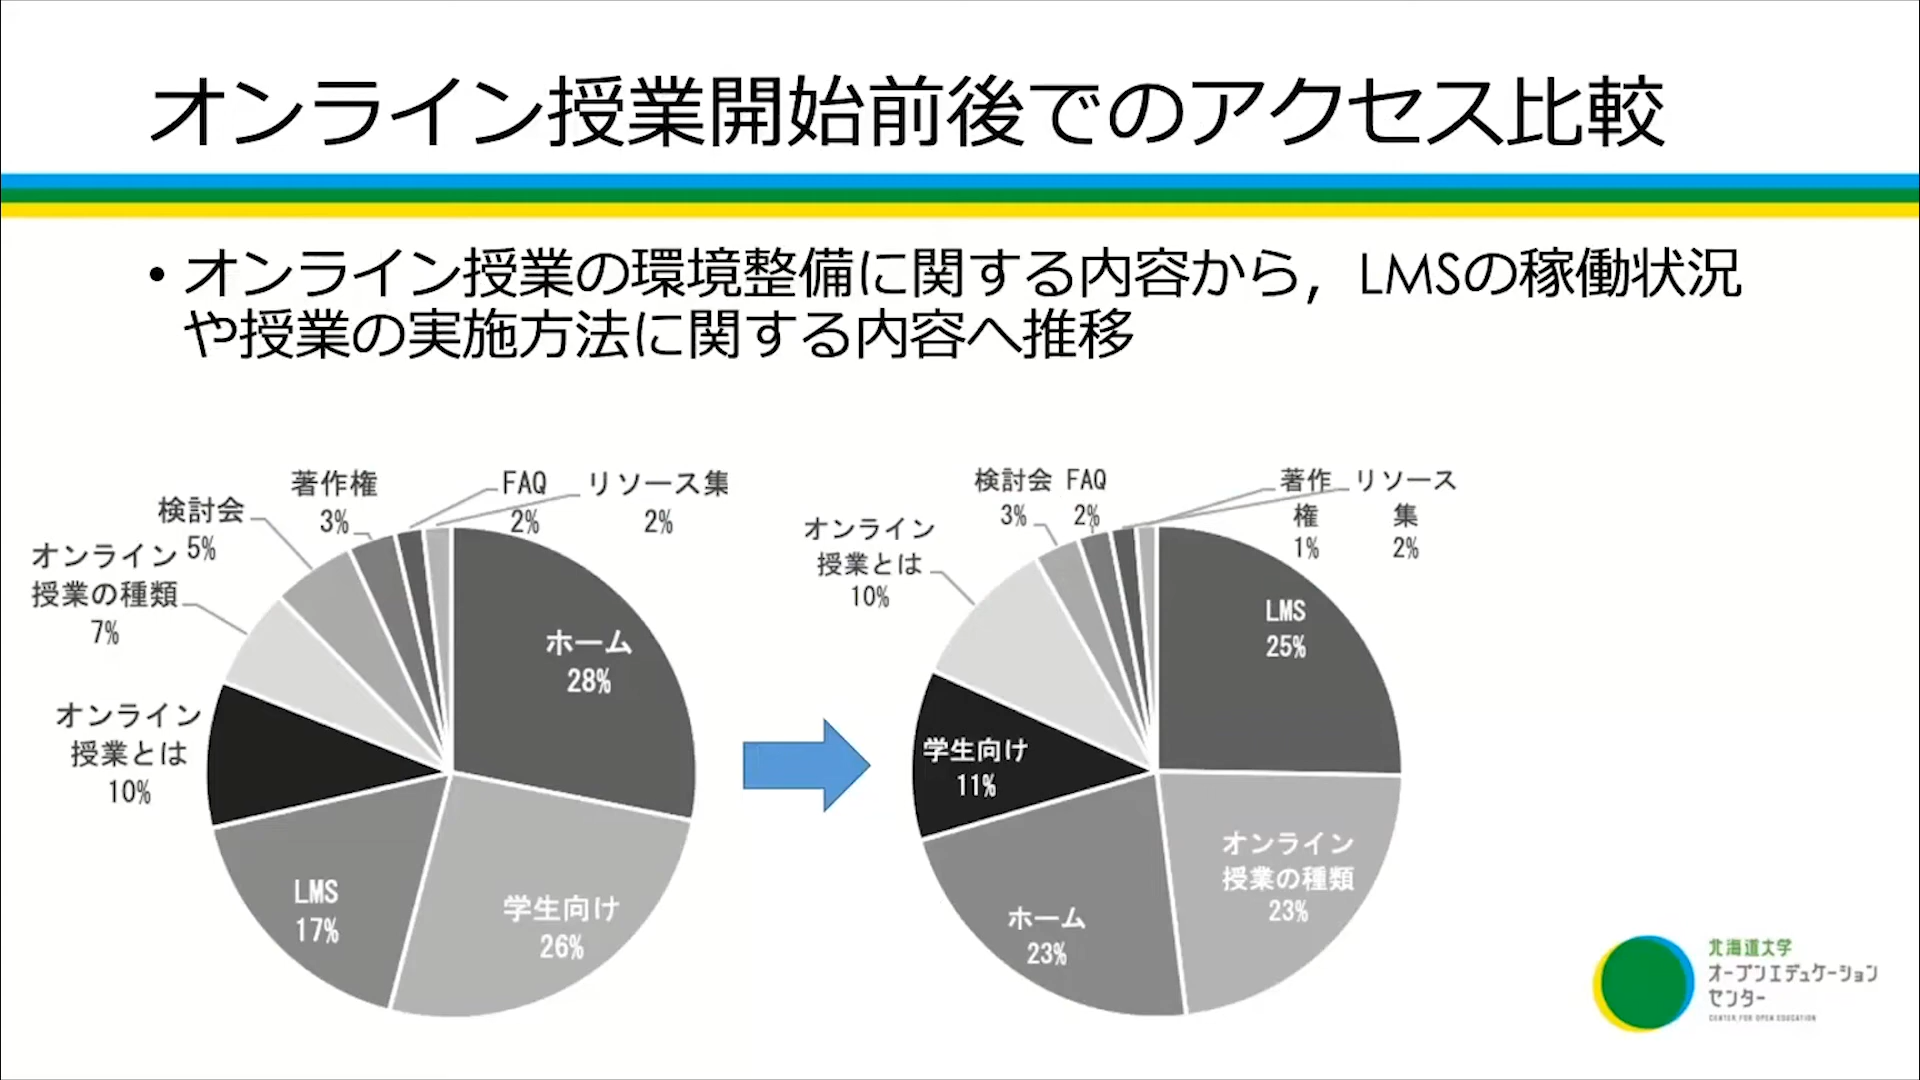 オンライン授業開始前後でのアクセス比較
• オンライン授業の環境整備に関する内容から，LMSの稼働状況
や授業の実施方法に関する内容へ推移
著作権
3%
FAQ
2%
リソース集
2%
検討会
5%
オンライン
授業の種類
7%
オンライン
授業とは
10%
ホーム
28%
LMS
17%
学生向け
26%
検討会
3%
FAQ
2%
著作
権
1%
リソース
集
2%
オンライン
授業とは
10%
LMS
25%
学生向け
11%
オンライン
授業の種類
23%
ホーム
23%
北海道大学
オープンエデュケーション
センター
CENTER FOR OPEN EDUCATION